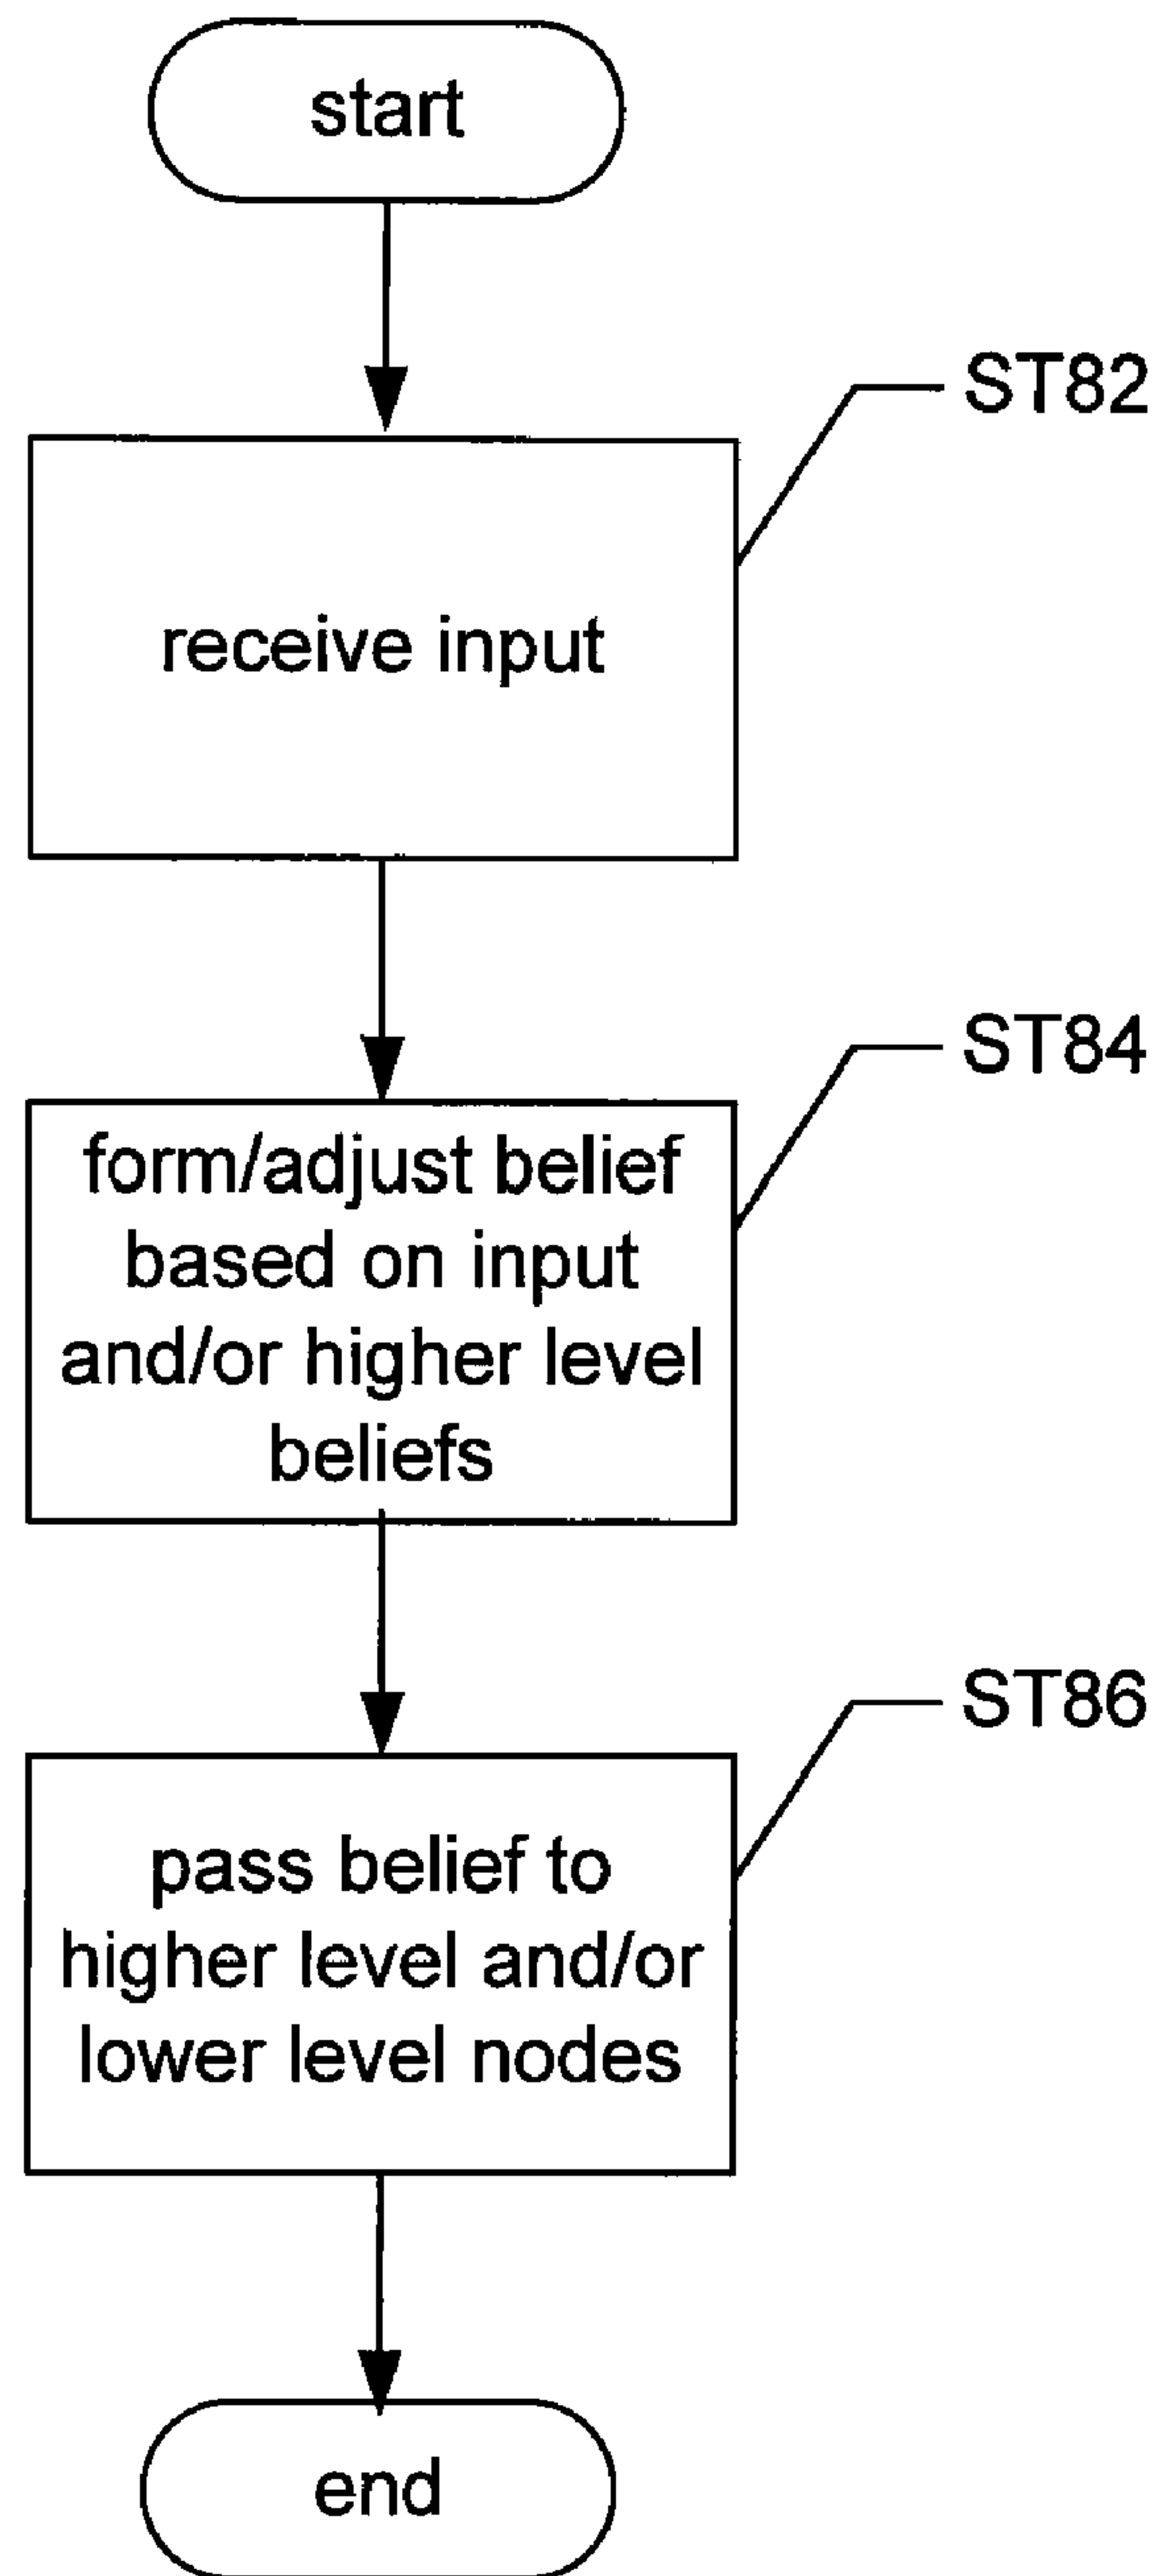 start
ST82
receive input
ST84
form/adjust belief
based on input
and/or higher level
beliefs
ST86
pass belief to
higher level and/or
lower level nodes
end